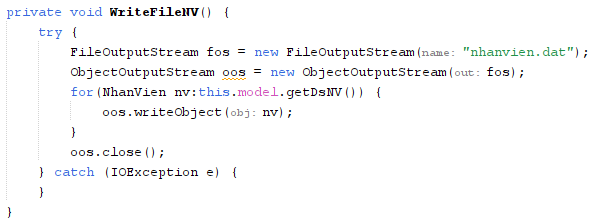 private void WriteFileNV() {
try {
FileOutputStream fos = new FileOutputStream(name: "nhanvien.dat");
ObjectOutputStream oos = new ObjectOutputStream(out: fos);
for(NhanVien nv:this.model.getDsNV()) {
oos.writeObject(obj: nv);
}
oos.close();
} catch (IOException e) {
}
}